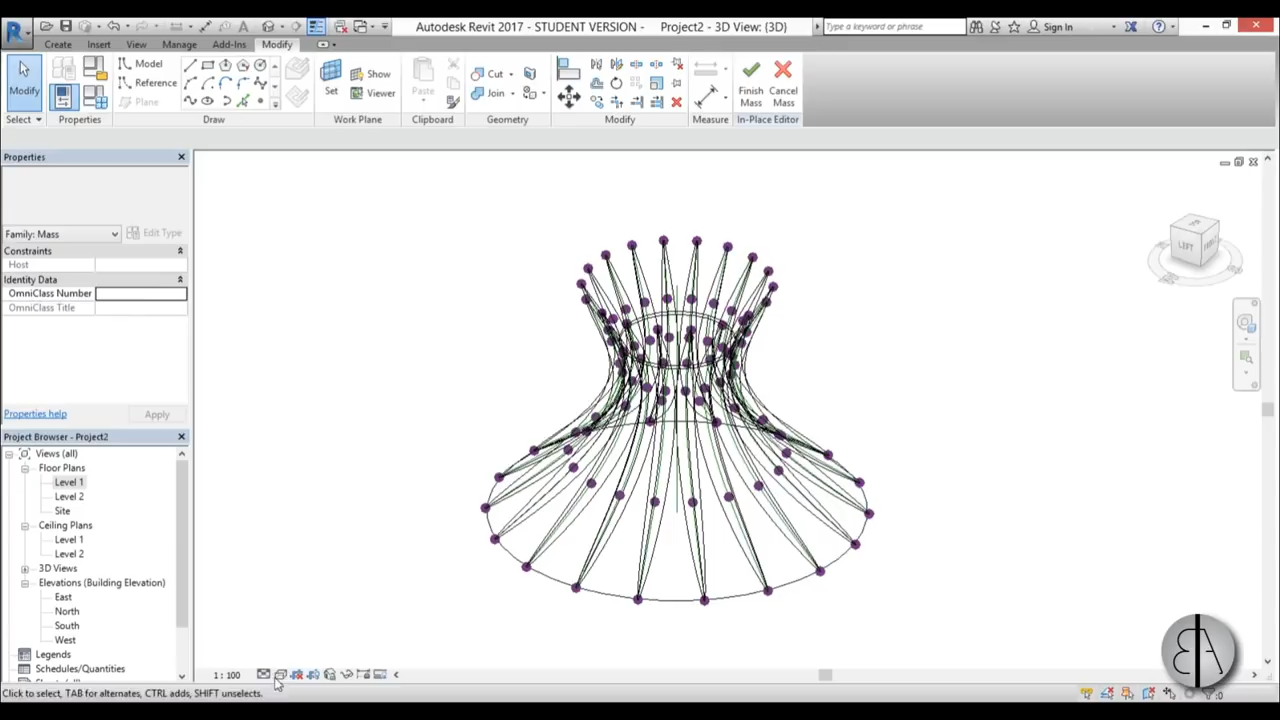 Autodesk Revit 2017 - STUDENT VERSION - Project2 - 3D View: {3D}
Type a keyword or phrase
Sign In
Create Insert View Manage Add-Ins Modify
Modify
Model
Reference
Plane
Set
Show
Viewer
Paste
Cut
Join
Finish Mass
Cancel Mass
Select Properties Draw Work Plane Clipboard Geometry Modify Measure In-Place Editor
Properties
Family: Mass Edit Type
Constraints
Host
Identity Data
OmniClass Number
OmniClass Title
Properties help Apply
Project Browser - Project2
Views (all)
Floor Plans
Level 1
Level 2
Site
Ceiling Plans
Level 1
Level 2
3D Views
Elevations (Building Elevation)
East
North
South
West
Legends
Schedules/Quantities
LEFT
1 : 100
Click to select, TAB for alternates, CTRL adds, SHIFT unselects.
:0